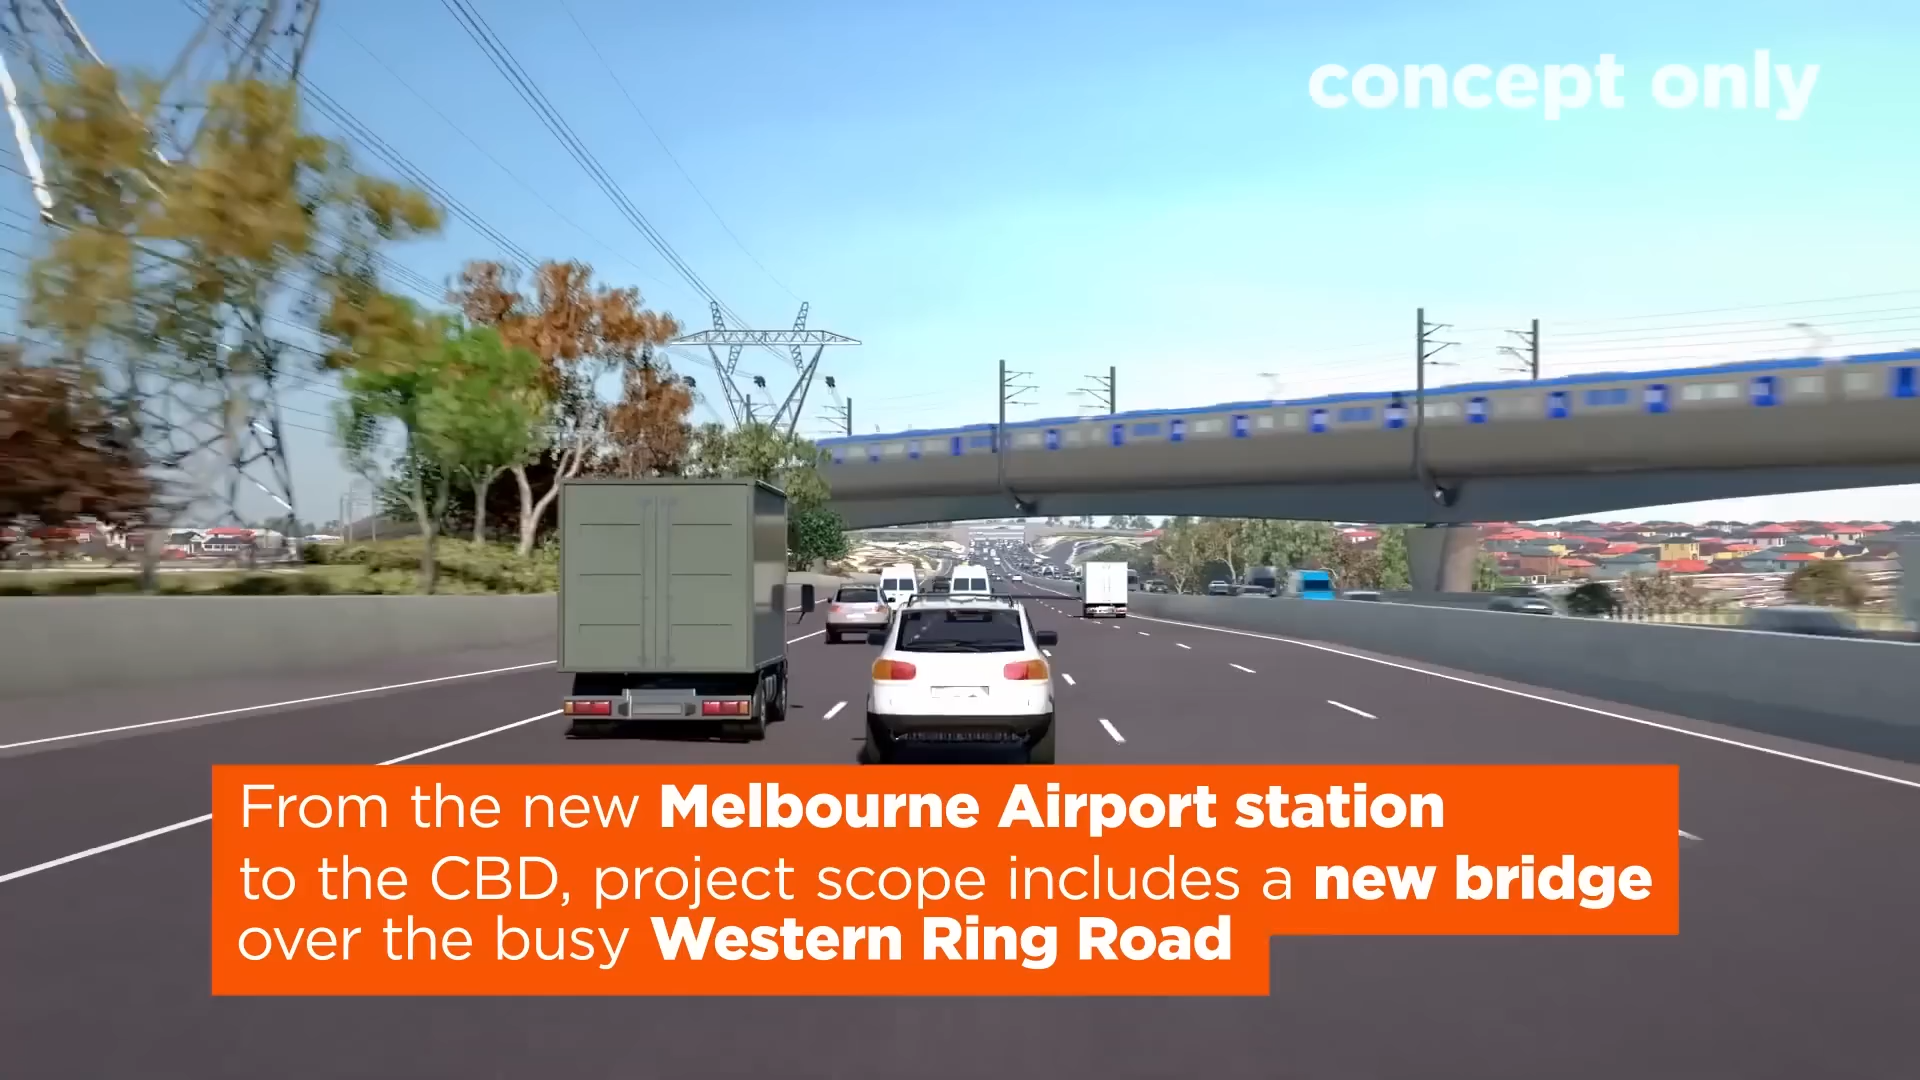 concept only
From the new Melbourne Airport station
to the CBD, project scope includes a new bridge
over the busy Western Ring Road